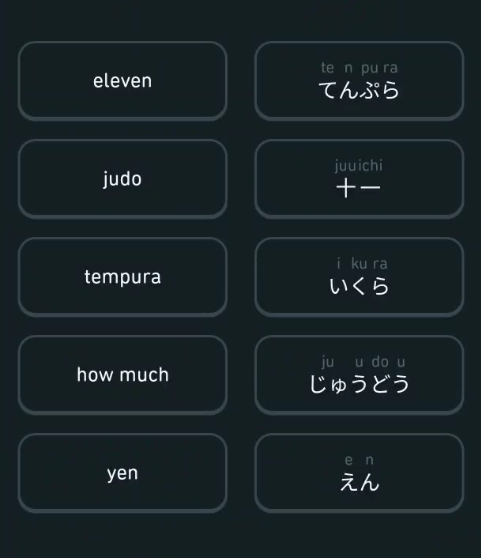 eleven
te n pu ra
てんぷら
judo
juuichi
十一
tempura
i ku ra
いくら
how much
ju u do u
じゅうどう
yen
e n
えん